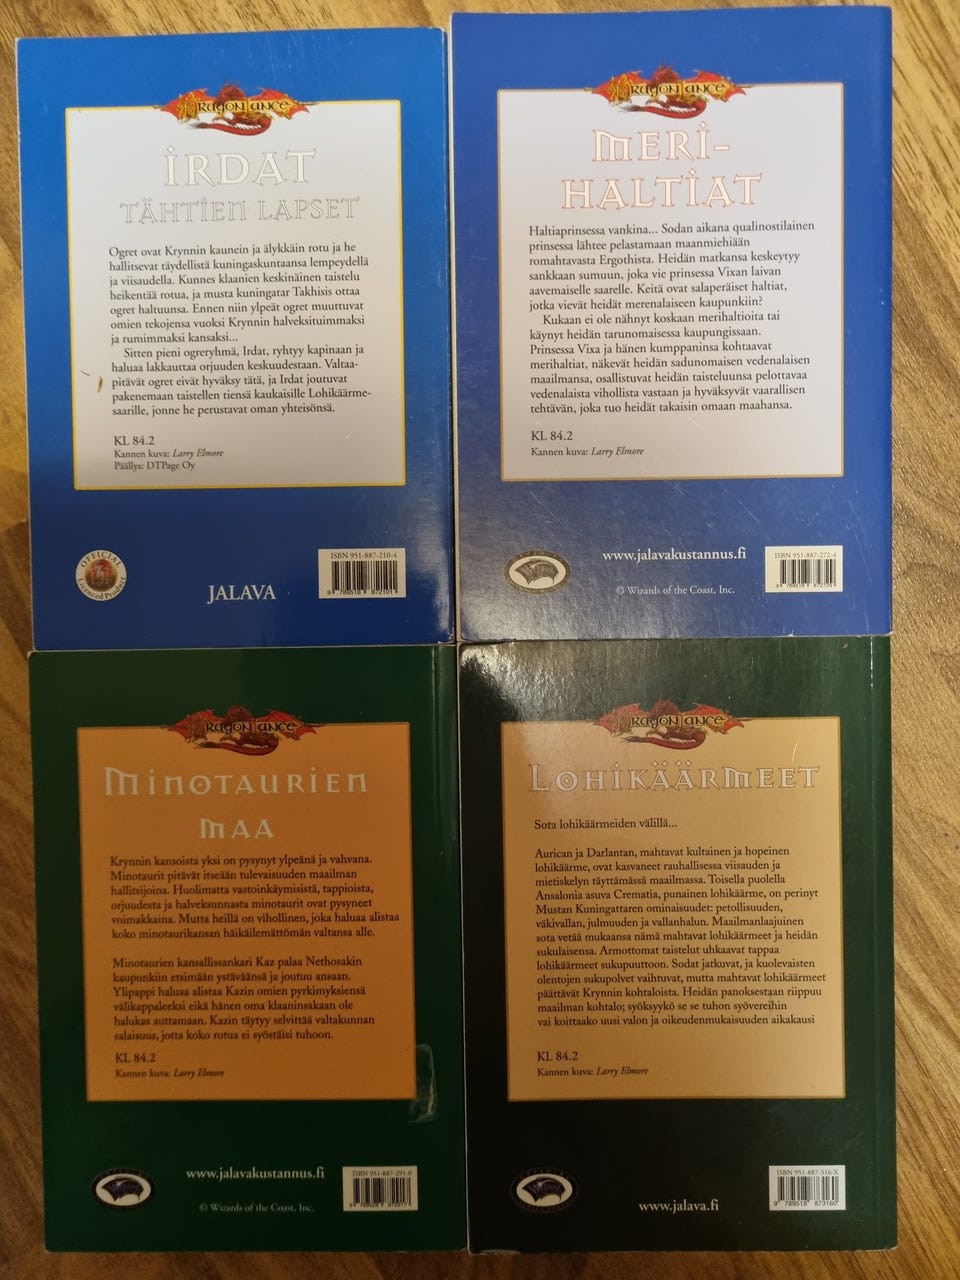 DRAGONLANCE
IRDAT
TÄHTIEN LAPSET
Ogret ovat Krynnin kaunein ja älykkäin rotu ja he
hallitsevat täydellistä kuningaskuntaansa lempeydellä
ja viisaudella. Kunnes klaanien keskinäinen taistelu
heikentää rotua, ja musta kuningatar Takhisis ottaa
ogret haltuunsa. Ennen niin ylpeät ogret muuttuvat
omien tekojensa vuoksi Krynnin halveksituimmaksi
ja rumimmaksi kansaksi...
Sitten pieni ogreryhmä, Irdat, ryhtyy kapinaan ja
haluaa lakkauttaa orjuuden keskuudestaan. Valtaa-
pitävät ogret eivät hyväksy tätä, ja Irdat joutuvat
pakenemaan taistellen tiensä kaukaisille Lohikäärme-
saarille, jonne he perustavat oman yhteisönsä.
KL 84.2
Kannen kuva: Larry Elmore
Päällys: DTPage Oy
OFFICIAL
Licenced Product
JALAVA
ISBN 951-887-210-4
9 789518 872101
DRAGONLANCE
MERI-
HALTIAT
Haltiaprinsessa vankina... Sodan aikana qualinostilainen
prinsessa lähtee pelastamaan maanmiehiään
romahtavasta Ergothista. Heidän matkansa keskeytyy
sankkaan sumuun, joka vie prinsessa Vixan laivan
aavemaiselle saarelle. Keitä ovat salaperäiset haltiat,
jotka vievät heidät merenalaiseen kaupunkiin?
Kukaan ei ole nähnyt koskaan merihaltioita tai
käynyt heidän tarunomaisessa kaupungissaan.
Prinsessa Vixa ja hänen kumppaninsa kohtaavat
merihaltiat, näkevät heidän sadunomaisen vedenalaisen
maailmansa, osallistuvat heidän taisteluunsa pelottavaa
vedenalaista vihollista vastaan ja hyväksyvät vaarallisen
tehtävän, joka tuo heidät takaisin omaan maahansa.
KL 84.2
Kannen kuva: Larry Elmore
www.jalavakustannus.fi
© Wizards of the Coast, Inc.
ISBN 951-887-272-4
9 789518 872729
DRAGONLANCE
MINOTAURIEN
MAA
Krynnin kansoista yksi on pysynyt ylpeänä ja vahvana.
Minotaurit pitävät itseään tulevaisuuden maailman
hallitsijoina. Huolimatta vastoinkäymisistä, tappioista,
orjuudesta ja halveksunnasta minotaurit ovat pysyneet
voimakkaina. Mutta heillä on vihollinen, joka haluaa alistaa
koko minotaurikansan häikäilemättömän valtansa alle.
Minotaurien kansallissankari Kaz palaa Nethosakin
kaupunkiin etsimään ystäväänsä ja joutuu ansaan.
Ylipappi haluaa alistaa Kazin omien pyrkimyksiensä
välikappaleeksi eikä hänen oma klaaninsakaan ole
halukas auttamaan. Kazin täytyy selvittää valtakunnan
salaisuus, jotta koko rotua ei syöstäisi tuhoon.
KL 84.2
Kannen kuva: Larry Elmore
www.jalavakustannus.fi
© Wizards of the Coast, Inc.
ISBN 951-887-291-0
DRAGONLANCE
LOHIKÄÄRMEET
Sota lohikäärmeiden välillä...
Aurican ja Darlantan, mahtavat kultainen ja hopeinen
lohikäärme, ovat kasvaneet rauhallisessa viisauden ja
mietiskelyn täyttämässä maailmassa. Toisella puolella
Ansalonia asuva Crematia, punainen lohikäärme, on perinyt
Mustan Kuningattaren ominaisuudet: petollisuuden,
väkivallan, julmuuden ja vallanhalun. Maailmanlaajuinen
sota vetää mukaansa nämä mahtavat lohikäärmeet ja heidän
sukulaisensa. Armottomat taistelut uhkaavat tappaa
lohikäärmeet sukupuuttoon. Sodat jatkuvat, ja kuolevaisten
olentojen sukupolvet vaihtuvat, mutta mahtavat lohikäärmeet
päättävät Krynnin kohtaloista. Heidän panoksestaan riippuu
maailman kohtalo; syöksyykö se se tuhon syövereihin
vai koittaako uusi valon ja oikeudenmukaisuuden aikakausi
KL 84.2
Kannen kuva: Larry Elmore
www.jalava.fi
ISBN 951-887-316-X
9 789518 873160